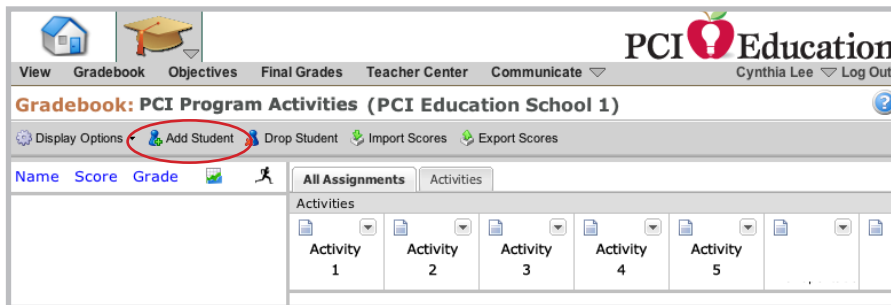 PCI Education
View Gradebook Objectives Final Grades Teacher Center Communicate Cynthia Lee Log Out
Gradebook: PCI Program Activities (PCI Education School 1)
Display Options Add Student Drop Student Import Scores Export Scores
Name Score Grade All Assignments Activities
Activities
Activity Activity Activity Activity Activity
1 2 3 4 5